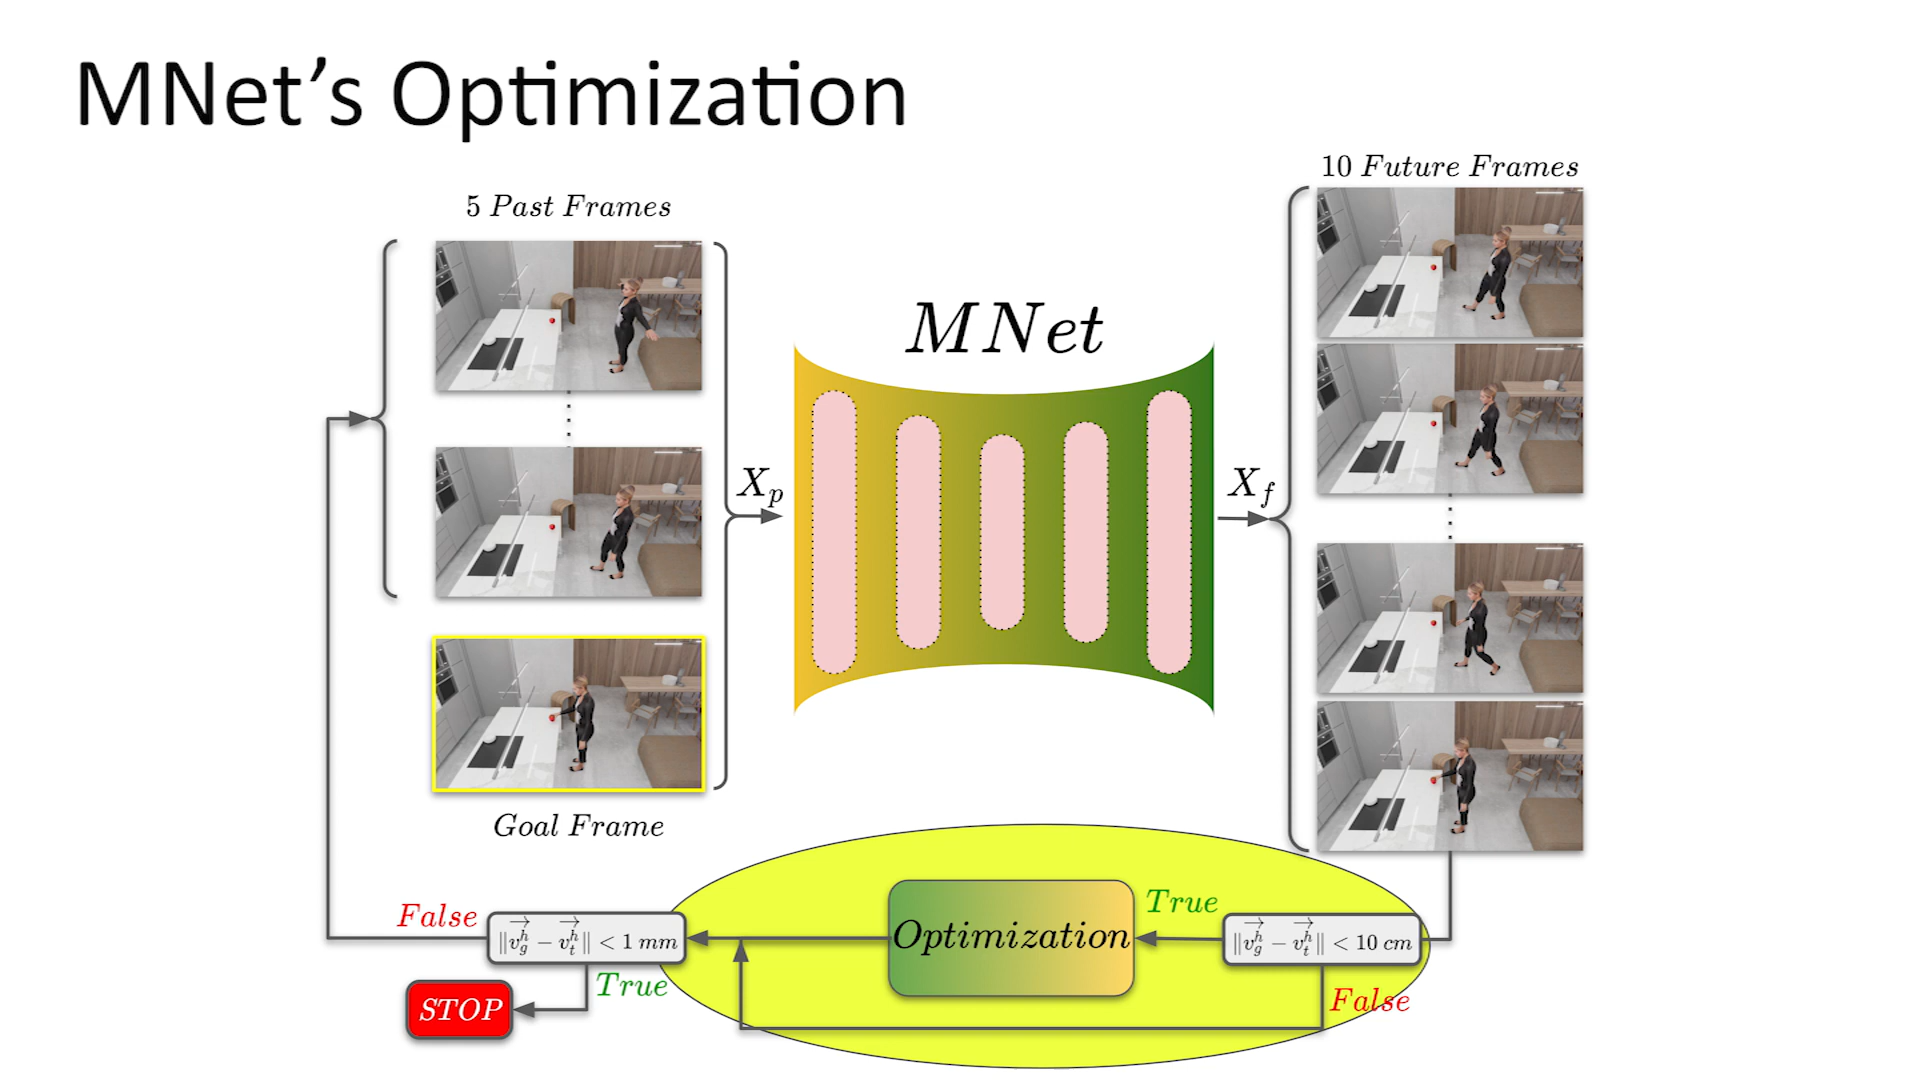 MNet's Optimization
10 Future Frames
5 Past Frames
MNet
X_p
X_f
Goal Frame
True
False
‖v_g^h − v_t^h‖ < 1 mm
Optimization
‖v_g^h − v_t^h‖ < 10 cm
True
STOP
False